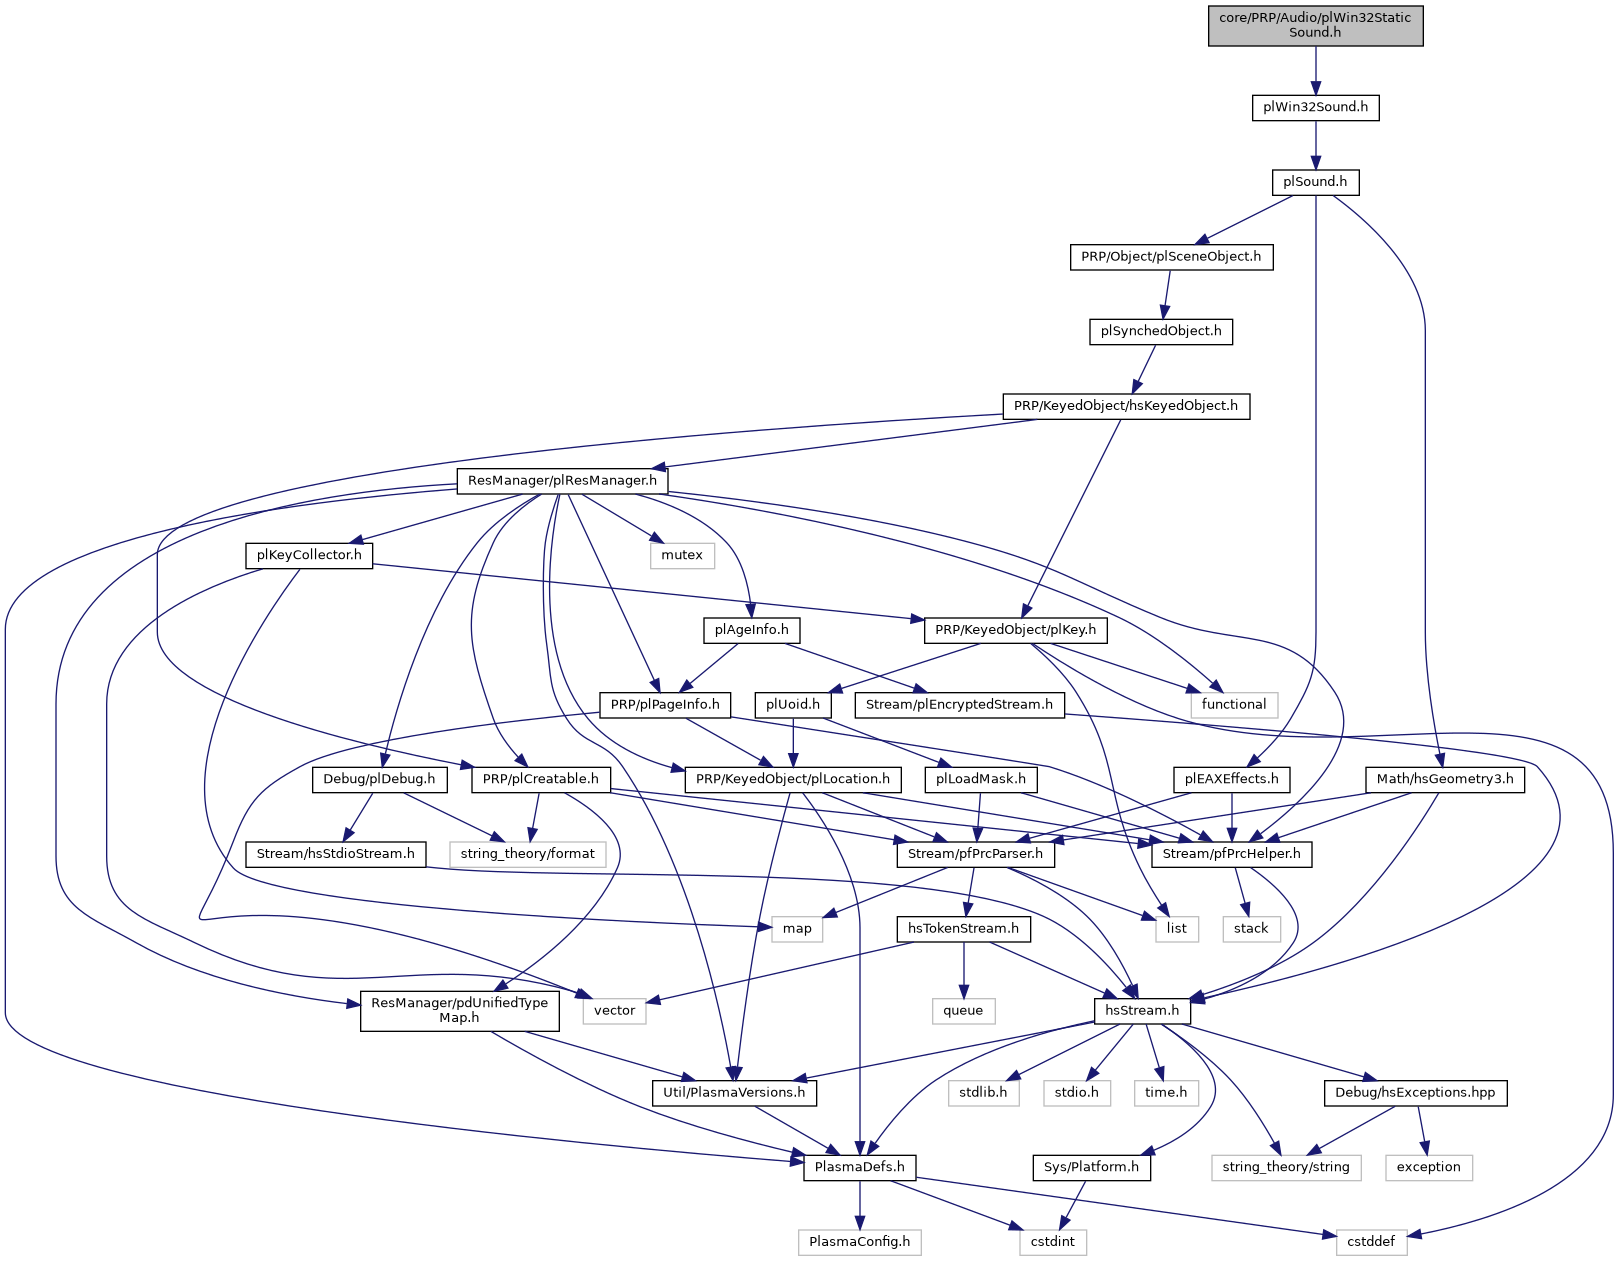 core/PRP/Audio/plWin32Static
Sound.h
plWin32Sound.h
plSound.h
PRP/Object/plSceneObject.h
plSynchedObject.h
PRP/KeyedObject/hsKeyedObject.h
ResManager/plResManager.h
plKeyCollector.h
mutex
plAgeInfo.h
PRP/KeyedObject/plKey.h
PRP/plPageInfo.h
plUoid.h
Stream/plEncryptedStream.h
functional
Debug/plDebug.h
PRP/plCreatable.h
PRP/KeyedObject/plLocation.h
plLoadMask.h
plEAXEffects.h
Math/hsGeometry3.h
Stream/hsStdioStream.h
string_theory/format
Stream/pfPrcParser.h
Stream/pfPrcHelper.h
map
hsTokenStream.h
list
stack
ResManager/pdUnifiedType
Map.h
vector
queue
hsStream.h
Util/PlasmaVersions.h
stdlib.h
stdio.h
time.h
Debug/hsExceptions.hpp
PlasmaDefs.h
Sys/Platform.h
string_theory/string
exception
PlasmaConfig.h
cstdint
cstddef